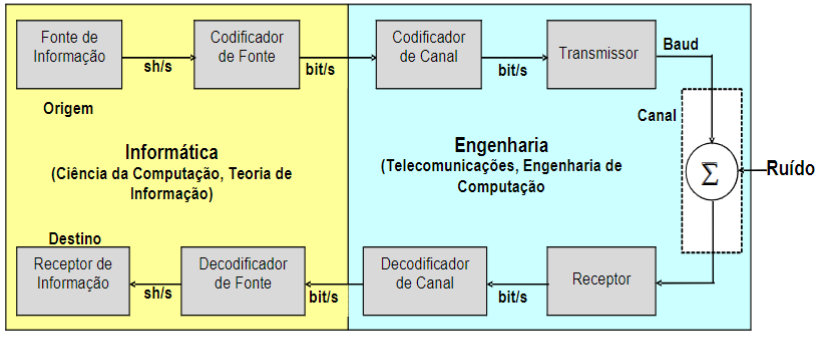 Fonte de
Informação
sh/s
Codificador
de Fonte
bit/s
Codificador
de Canal
bit/s
Transmissor
Baud
Origem
Canal
Informática
(Ciência da Computação, Teoria de
Informação)
Engenharia
(Telecomunicações, Engenharia de
Computação
Σ
Ruído
Destino
Receptor de
Informação
sh/s
Decodificador
de Fonte
bit/s
Decodificador
de Canal
bit/s
Receptor